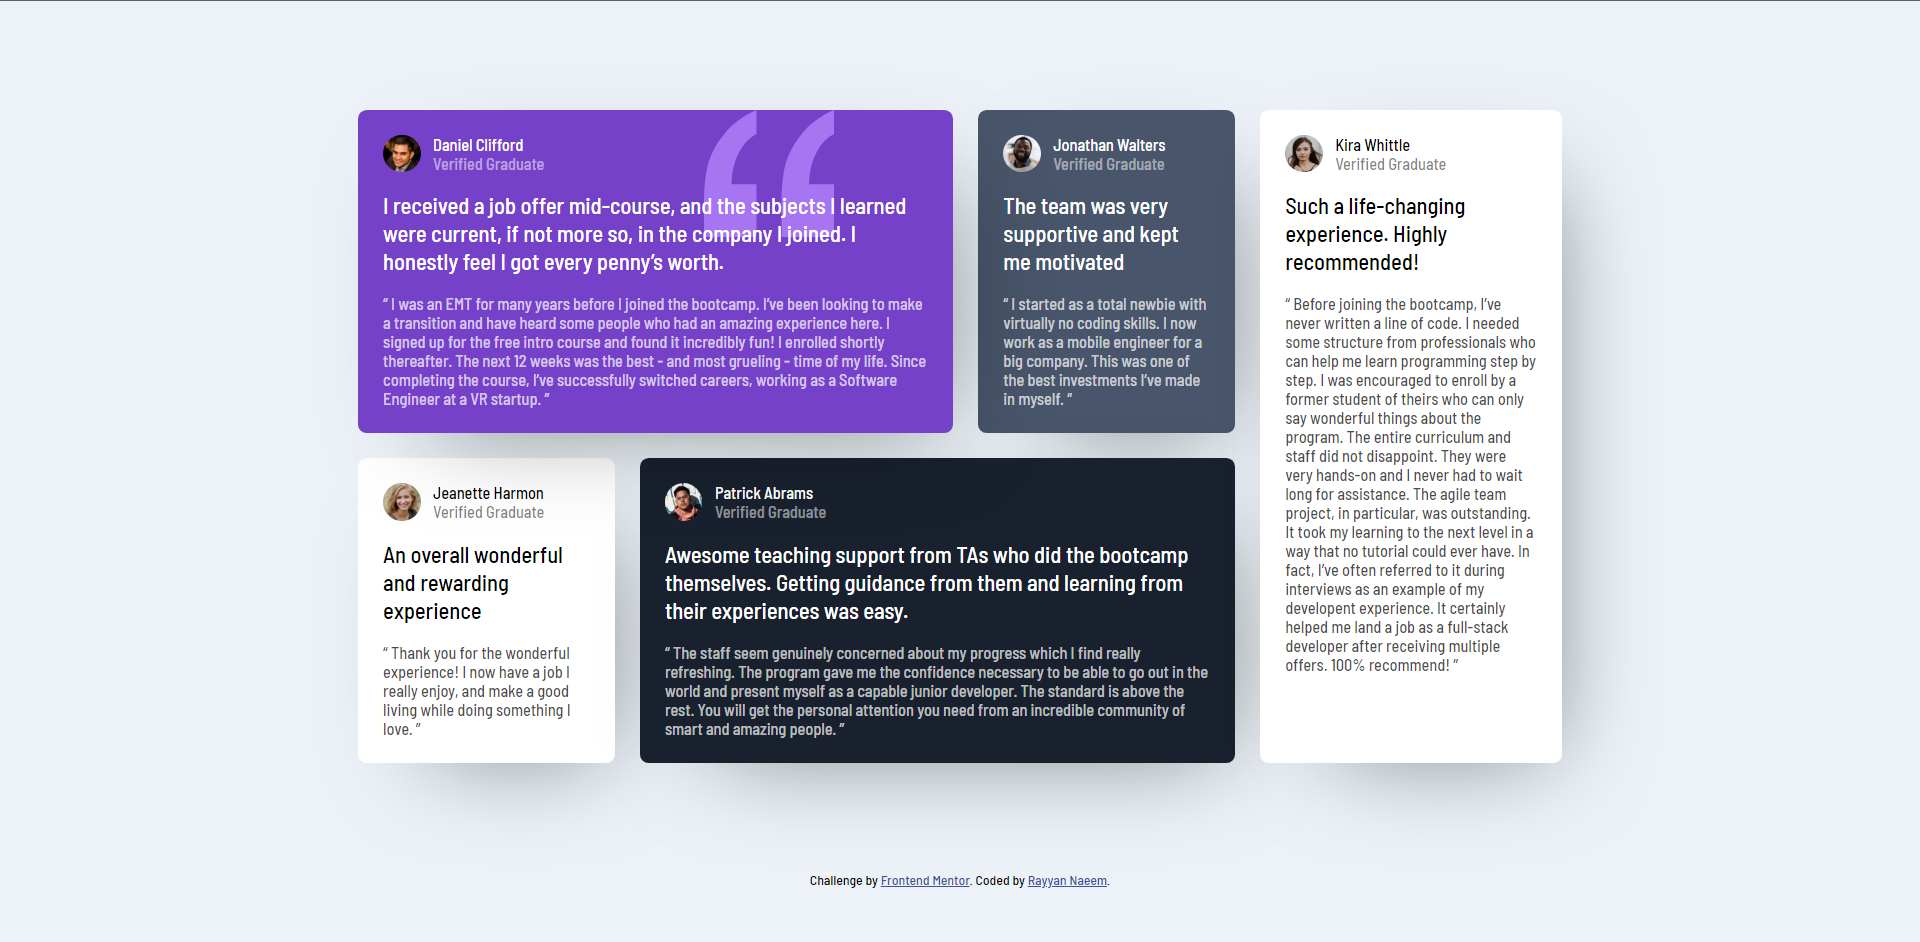 Daniel Clifford
Verified Graduate
I received a job offer mid-course, and the subjects I learned
were current, if not more so, in the company I joined. I
honestly feel I got every penny’s worth.
“ I was an EMT for many years before I joined the bootcamp. I’ve been looking to make
a transition and have heard some people who had an amazing experience here. I
signed up for the free intro course and found it incredibly fun! I enrolled shortly
thereafter. The next 12 weeks was the best - and most grueling - time of my life. Since
completing the course, I’ve successfully switched careers, working as a Software
Engineer at a VR startup. ”
Jonathan Walters
Verified Graduate
The team was very
supportive and kept
me motivated
“ I started as a total newbie with
virtually no coding skills. I now
work as a mobile engineer for a
big company. This was one of
the best investments I’ve made
in myself. ”
Kira Whittle
Verified Graduate
Such a life-changing
experience. Highly
recommended!
“ Before joining the bootcamp, I’ve
never written a line of code. I needed
some structure from professionals who
can help me learn programming step by
step. I was encouraged to enroll by a
former student of theirs who can only
say wonderful things about the
program. The entire curriculum and
staff did not disappoint. They were
very hands-on and I never had to wait
long for assistance. The agile team
project, in particular, was outstanding.
It took my learning to the next level in a
way that no tutorial could ever have. In
fact, I’ve often referred to it during
interviews as an example of my
developent experience. It certainly
helped me land a job as a full-stack
developer after receiving multiple
offers. 100% recommend! ”
Jeanette Harmon
Verified Graduate
An overall wonderful
and rewarding
experience
“ Thank you for the wonderful
experience! I now have a job I
really enjoy, and make a good
living while doing something I
love. ”
Patrick Abrams
Verified Graduate
Awesome teaching support from TAs who did the bootcamp
themselves. Getting guidance from them and learning from
their experiences was easy.
“ The staff seem genuinely concerned about my progress which I find really
refreshing. The program gave me the confidence necessary to be able to go out in the
world and present myself as a capable junior developer. The standard is above the
rest. You will get the personal attention you need from an incredible community of
smart and amazing people. ”
Challenge by Frontend Mentor. Coded by Rayyan Naeem.